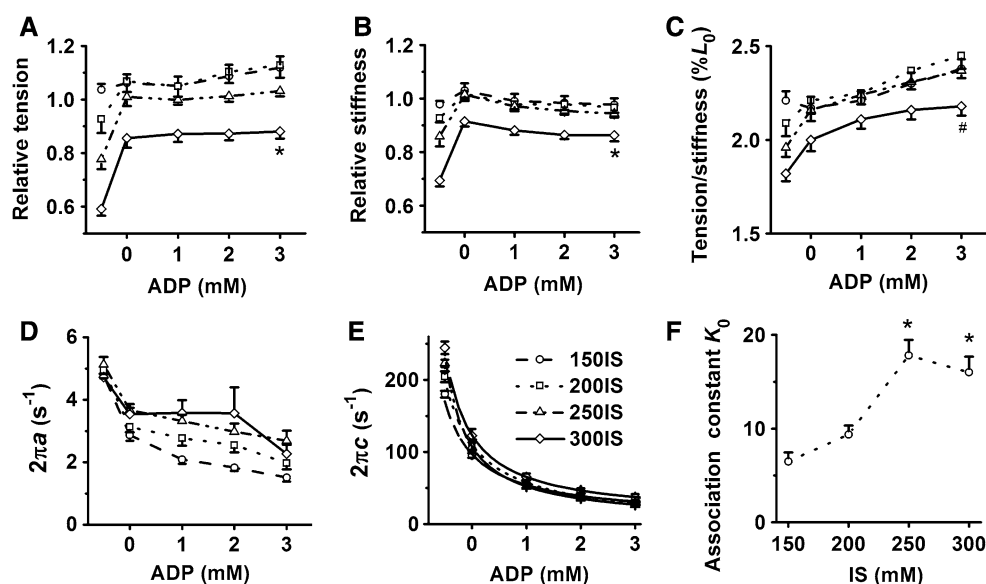 A
B
C
Relative tension
1.2
1.0
0.8
0.6
*
0
1
2
3
ADP (mM)
Relative stiffness
1.2
1.0
0.8
0.6
*
0
1
2
3
ADP (mM)
Tension/stiffness (%L0)
2.5
2.0
1.5
#
0
1
2
3
ADP (mM)
D
E
F
2πa (s-1)
6
4
2
0
0
1
2
3
ADP (mM)
2πc (s-1)
200
100
0
150IS
200IS
250IS
300IS
0
1
2
3
ADP (mM)
Association constant K0
20
10
0
*
*
150
200
250
300
IS (mM)